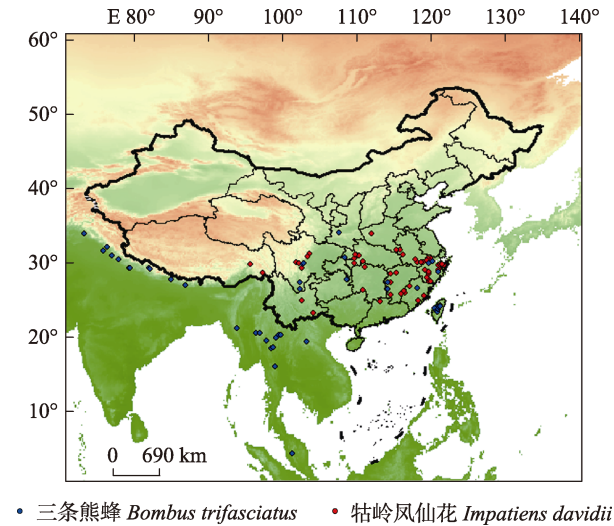 E 80° 90° 100° 110° 120° 130° 140°
60°
50°
40°
30°
20°
10°
0 690 km
三条熊蜂 Bombus trifasciatus 牯岭凤仙花 Impatiens davidii